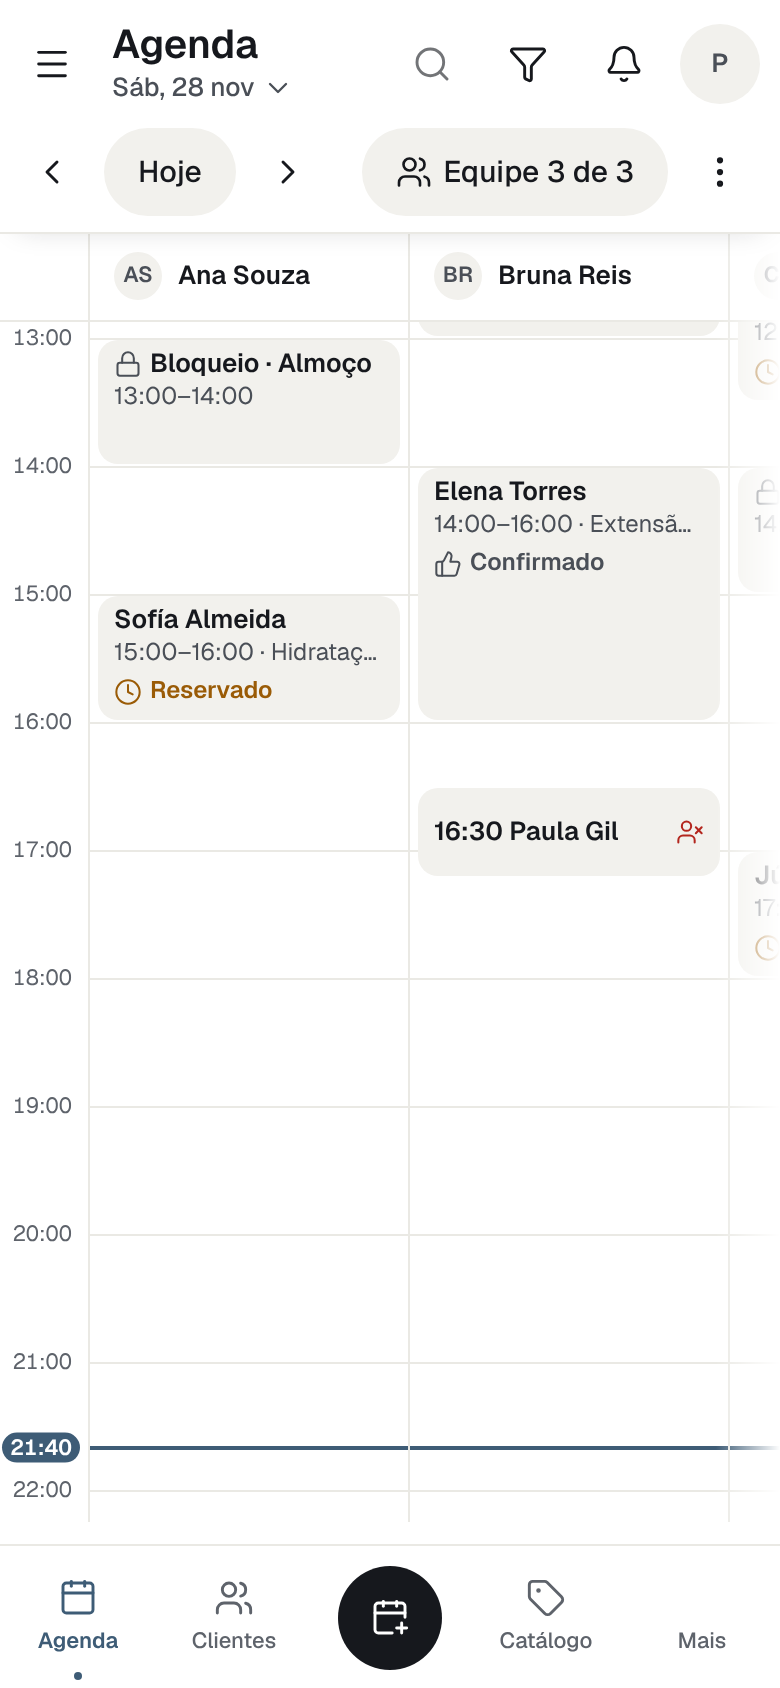 Agenda
Sáb, 28 nov
P
Hoje
Equipe 3 de 3
AS Ana Souza
BR Bruna Reis
13:00
Bloqueio · Almoço
13:00–14:00
12
14:00
Elena Torres
14:00–16:00 · Extensã...
Confirmado
14
15:00
Sofía Almeida
15:00–16:00 · Hidrataç...
Reservado
16:00
16:30 Paula Gil
17:00
17
18:00
19:00
20:00
21:00
21:40
22:00
Agenda
Clientes
Catálogo
Mais